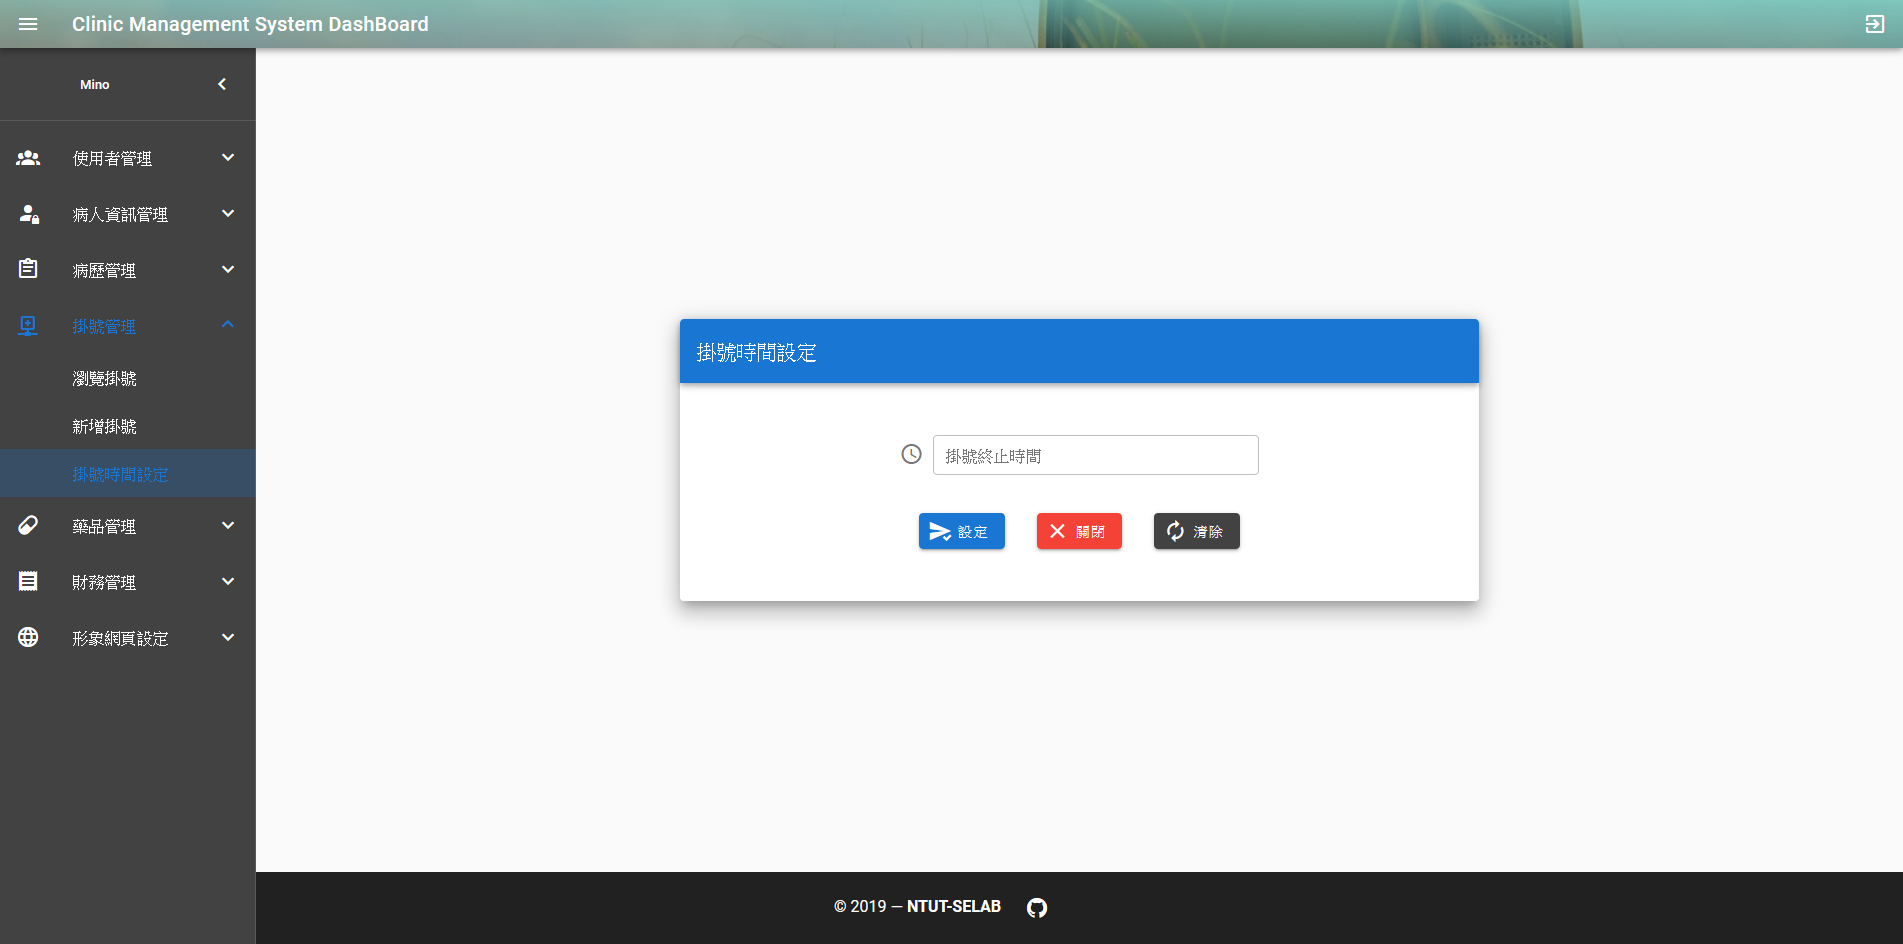 Clinic Management System DashBoard
Mino
使用者管理
病人資訊管理
病歷管理
掛號管理
瀏覽掛號
新增掛號
掛號時間設定
藥品管理
財務管理
形象網頁設定
掛號時間設定
掛號終止時間
設定
關閉
清除
© 2019 — NTUT-SELAB